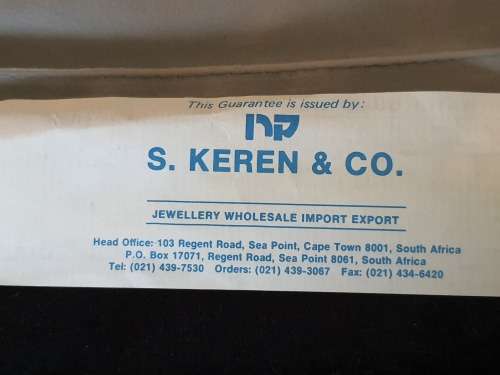 This Guarantee is issued by:
קרן
S. KEREN & CO.
JEWELLERY WHOLESALE IMPORT EXPORT
Head Office: 103 Regent Road, Sea Point, Cape Town 8001, South Africa
P.O. Box 17071, Regent Road, Sea Point 8061, South Africa
Tel: (021) 439-7530 Orders: (021) 439-3067 Fax: (021) 434-6420